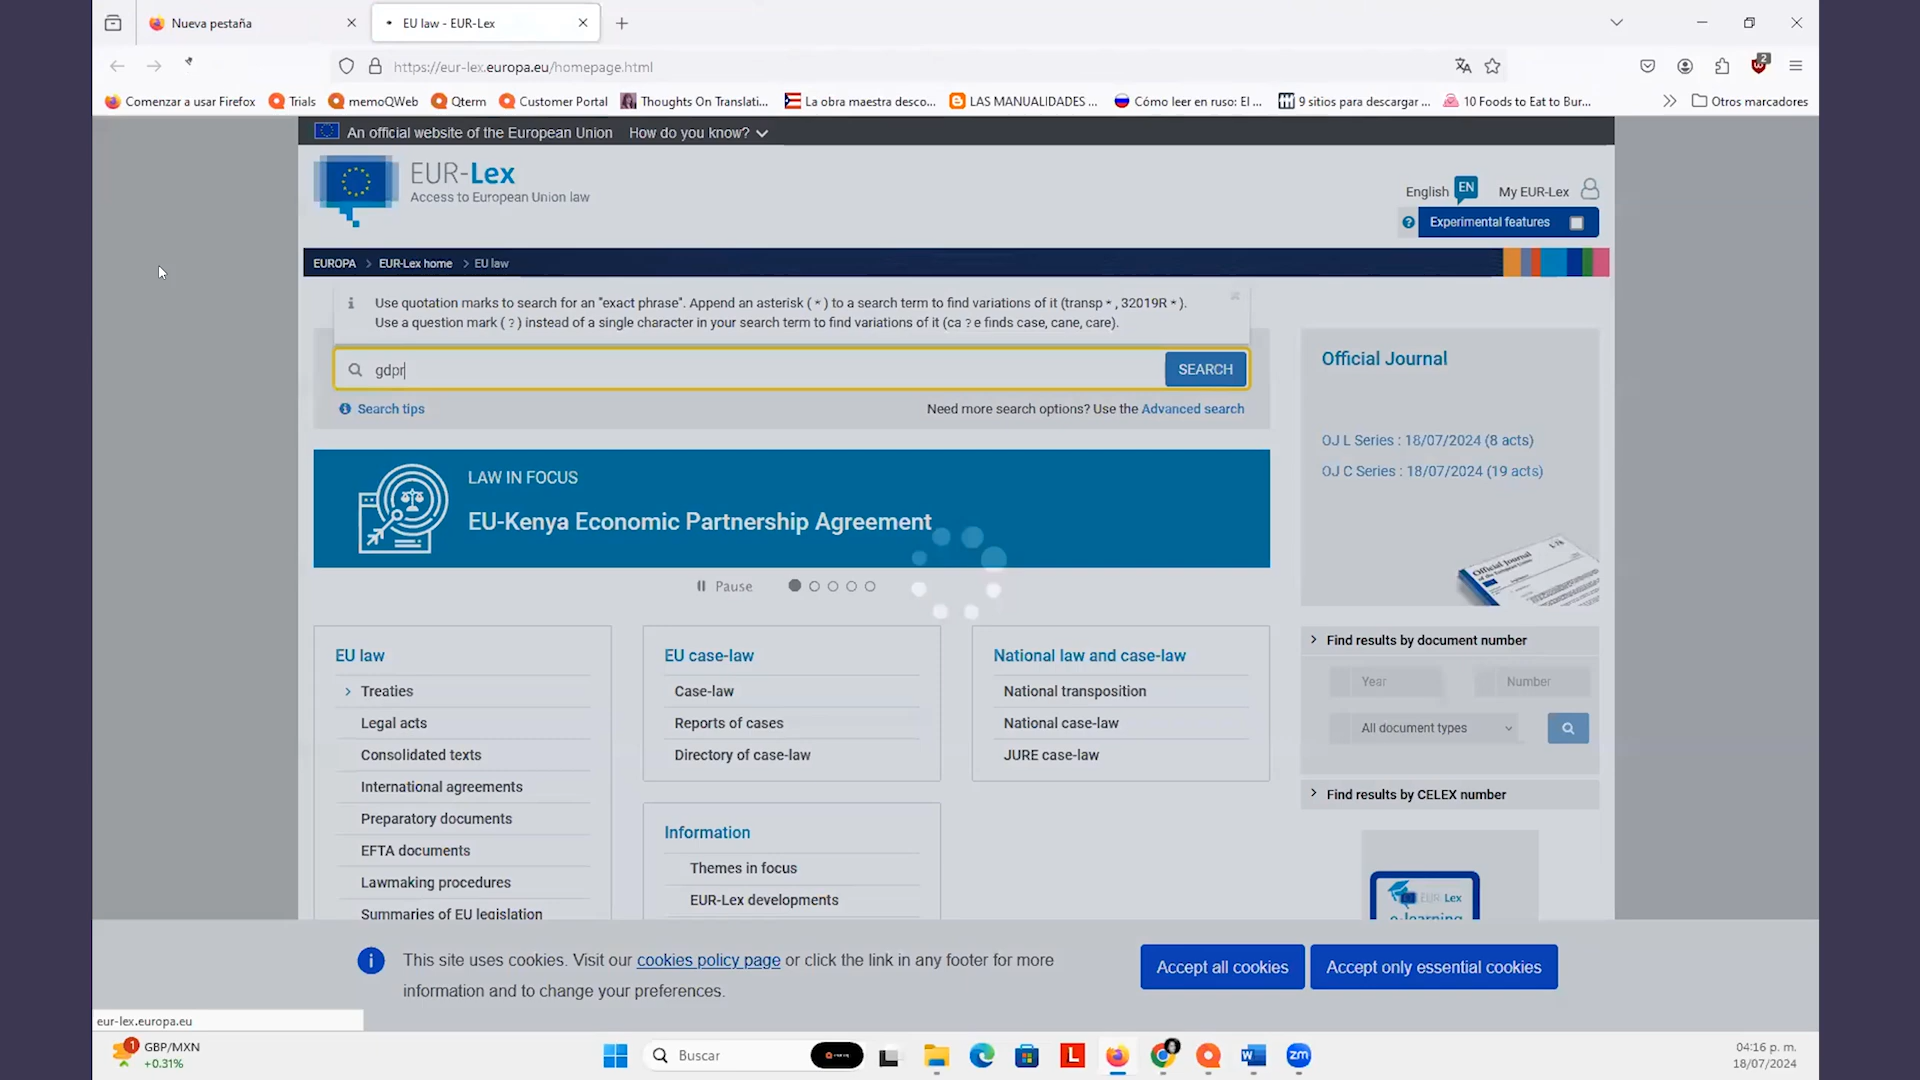 Nueva pestaña
EU law - EUR-Lex
https://eur-lex.europa.eu/homepage.html
2
Comenzar a usar Firefox
Trials
memoQWeb
Qterm
Customer Portal
Thoughts On Translati...
La obra maestra desco...
LAS MANUALIDADES ...
Cómo leer en ruso: El ...
9 sitios para descargar ...
10 Foods to Eat to Bur...
Otros marcadores
An official website of the European Union How do you know?
EUR-Lex
Access to European Union law
English EN My EUR-Lex
? Experimental features
EUROPA > EUR-Lex home > EU law
Use quotation marks to search for an "exact phrase". Append an asterisk ( * ) to a search term to find variations of it (transp * , 32019R * ).
Use a question mark ( ? ) instead of a single character in your search term to find variations of it (ca ? e finds case, cane, care).
gdpr
SEARCH
Search tips
Need more search options? Use the Advanced search
Official Journal
OJ L Series : 18/07/2024 (8 acts)
OJ C Series : 18/07/2024 (19 acts)
Official Journal
of the European Union
LAW IN FOCUS
EU-Kenya Economic Partnership Agreement
Pause
EU law
Treaties
Legal acts
Consolidated texts
International agreements
Preparatory documents
EFTA documents
Lawmaking procedures
Summaries of EU legislation
EU case-law
Case-law
Reports of cases
Directory of case-law
Information
Themes in focus
EUR-Lex developments
National law and case-law
National transposition
National case-law
JURE case-law
Find results by document number
Year
Number
All document types
Find results by CELEX number
EUR-Lex
e-learning
This site uses cookies. Visit our cookies policy page or click the link in any footer for more
information and to change your preferences.
Accept all cookies
Accept only essential cookies
eur-lex.europa.eu
1
GBP/MXN
+0.31%
Buscar
L
W
zm
04:16 p. m.
18/07/2024